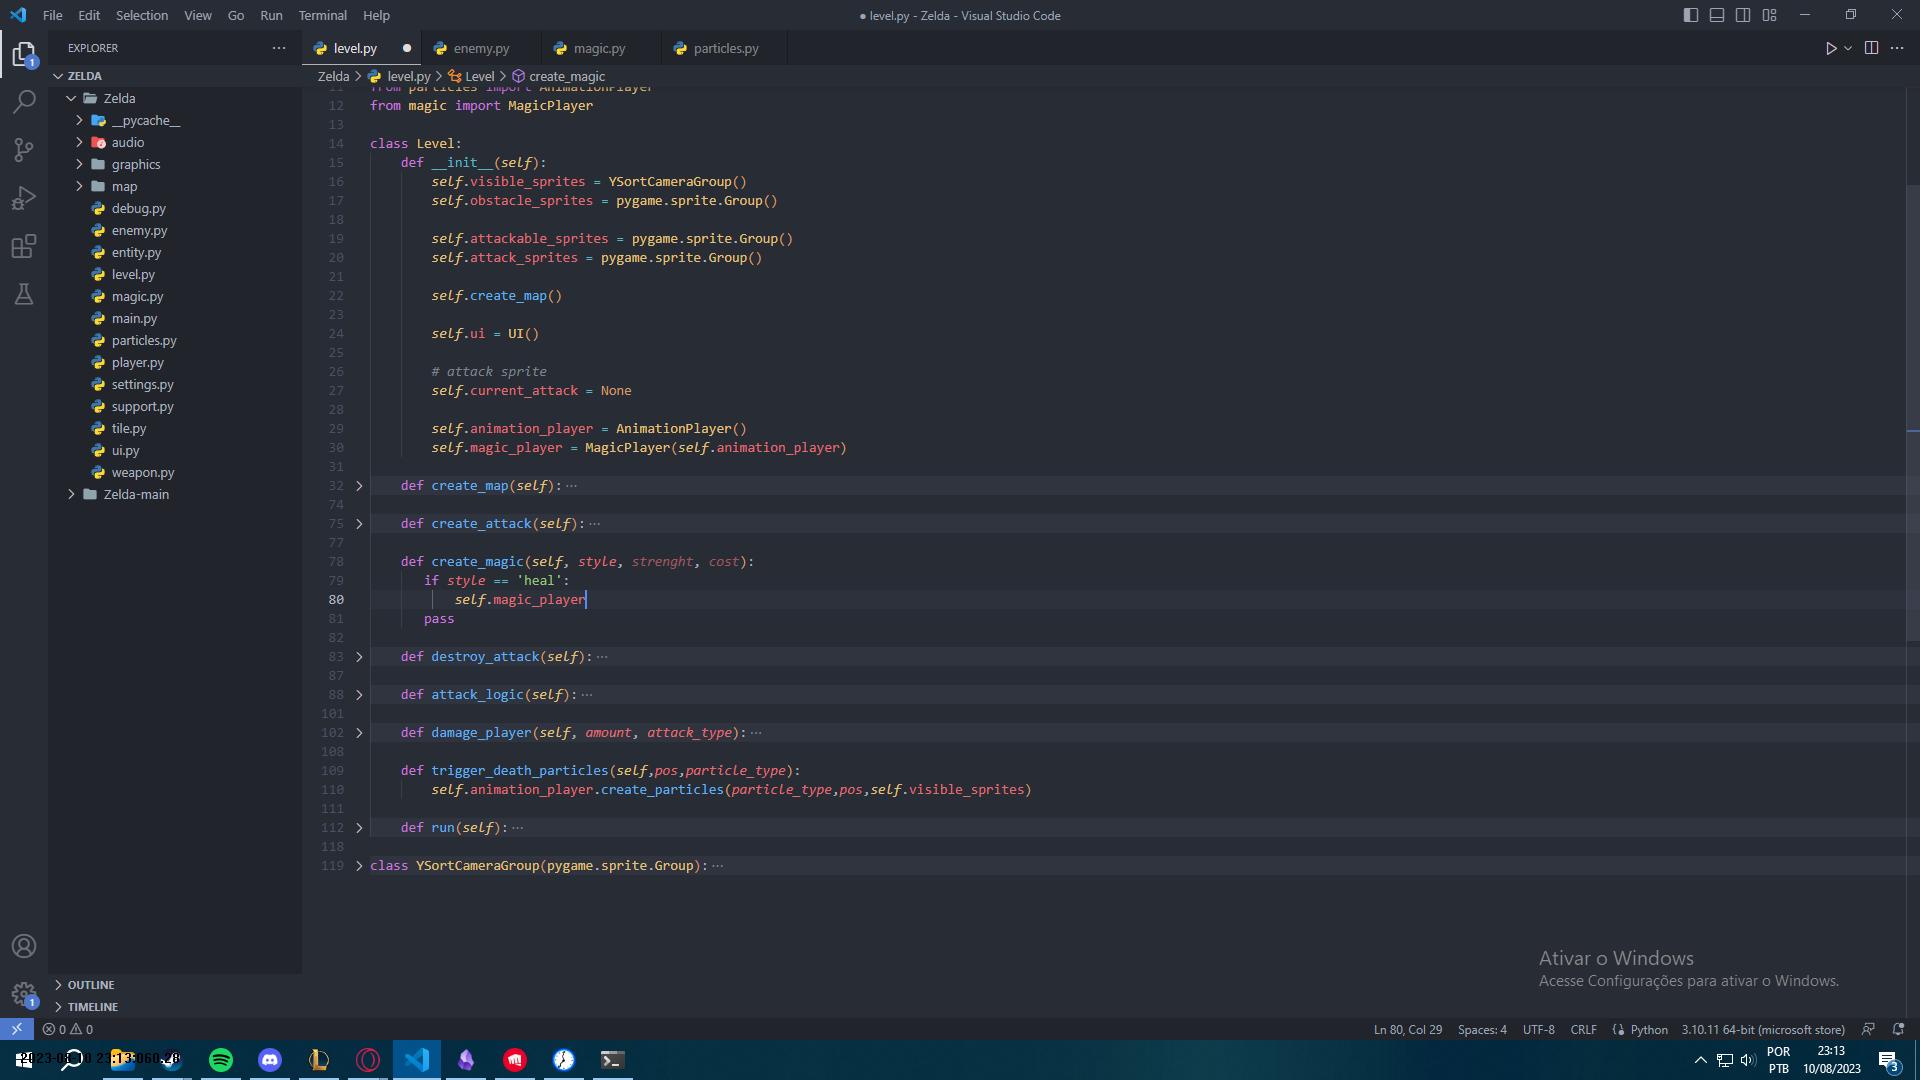 File Edit Selection View Go Run Terminal Help
● level.py - Zelda - Visual Studio Code
EXPLORER
level.py
enemy.py
magic.py
particles.py
ZELDA
Zelda > level.py > Level > create_magic
Zelda
__pycache__
audio
graphics
map
debug.py
enemy.py
entity.py
level.py
magic.py
main.py
particles.py
player.py
settings.py
support.py
tile.py
ui.py
weapon.py
Zelda-main
OUTLINE
TIMELINE
11 from particles import AnimationPlayer
12 from magic import MagicPlayer
13
14 class Level:
15 def __init__(self):
16 self.visible_sprites = YSortCameraGroup()
17 self.obstacle_sprites = pygame.sprite.Group()
18
19 self.attackable_sprites = pygame.sprite.Group()
20 self.attack_sprites = pygame.sprite.Group()
21
22 self.create_map()
23
24 self.ui = UI()
25
26 # attack sprite
27 self.current_attack = None
28
29 self.animation_player = AnimationPlayer()
30 self.magic_player = MagicPlayer(self.animation_player)
31
32 def create_map(self):···
74
75 def create_attack(self):···
77
78 def create_magic(self, style, strenght, cost):
79 if style == 'heal':
80 self.magic_player
81 pass
82
83 def destroy_attack(self):···
87
88 def attack_logic(self):···
101
102 def damage_player(self, amount, attack_type):···
108
109 def trigger_death_particles(self,pos,particle_type):
110 self.animation_player.create_particles(particle_type,pos,self.visible_sprites)
111
112 def run(self):···
118
119 class YSortCameraGroup(pygame.sprite.Group):···
Ativar o Windows
Acesse Configurações para ativar o Windows.
1
1
0 0
Ln 80, Col 29 Spaces: 4 UTF-8 CRLF Python 3.10.11 64-bit (microsoft store)
POR
PTB
23:13
10/08/2023
3